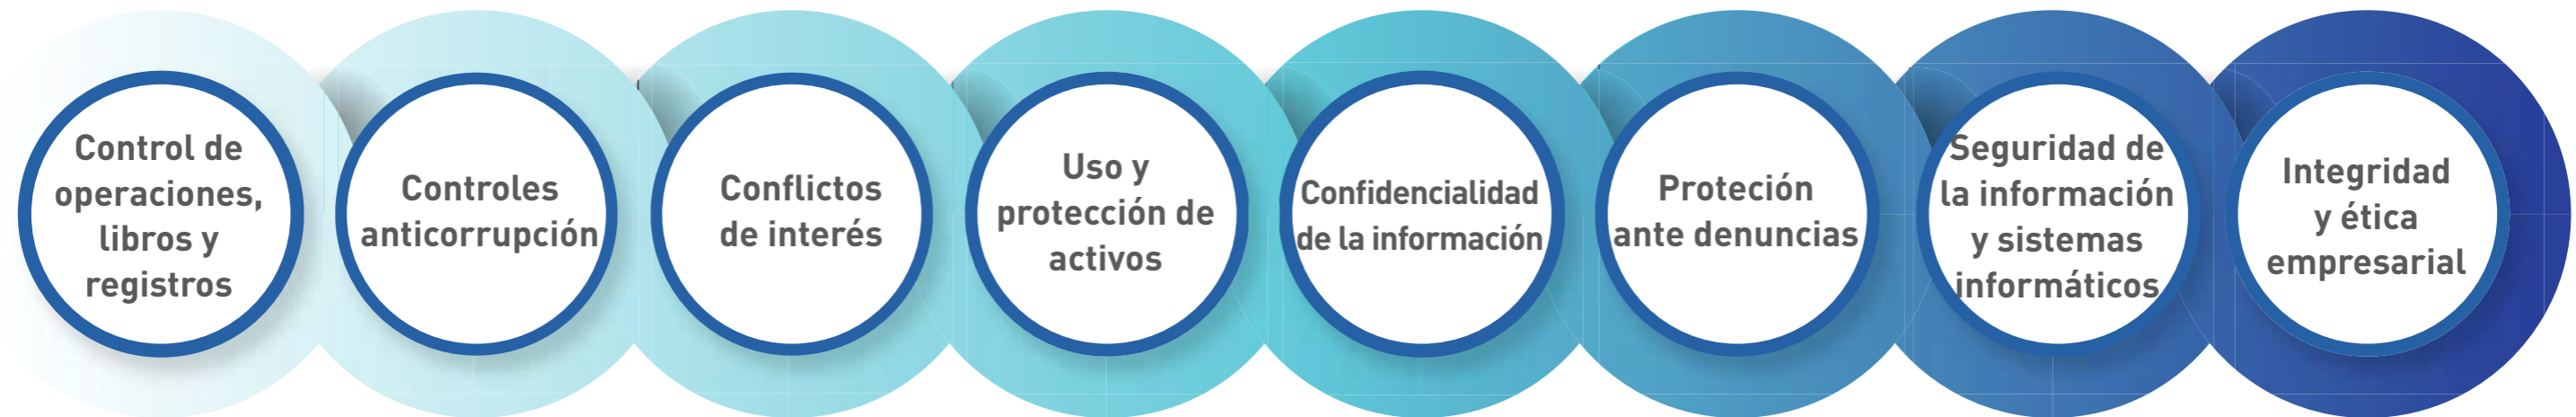 Control de
operaciones,
libros y
registros
Controles
anticorrupción
Conflictos
de interés
Uso y
protección de
activos
Confidencialidad
de la información
Proteción
ante denuncias
Seguridad de
la información
y sistemas
informáticos
Integridad
y ética
empresarial